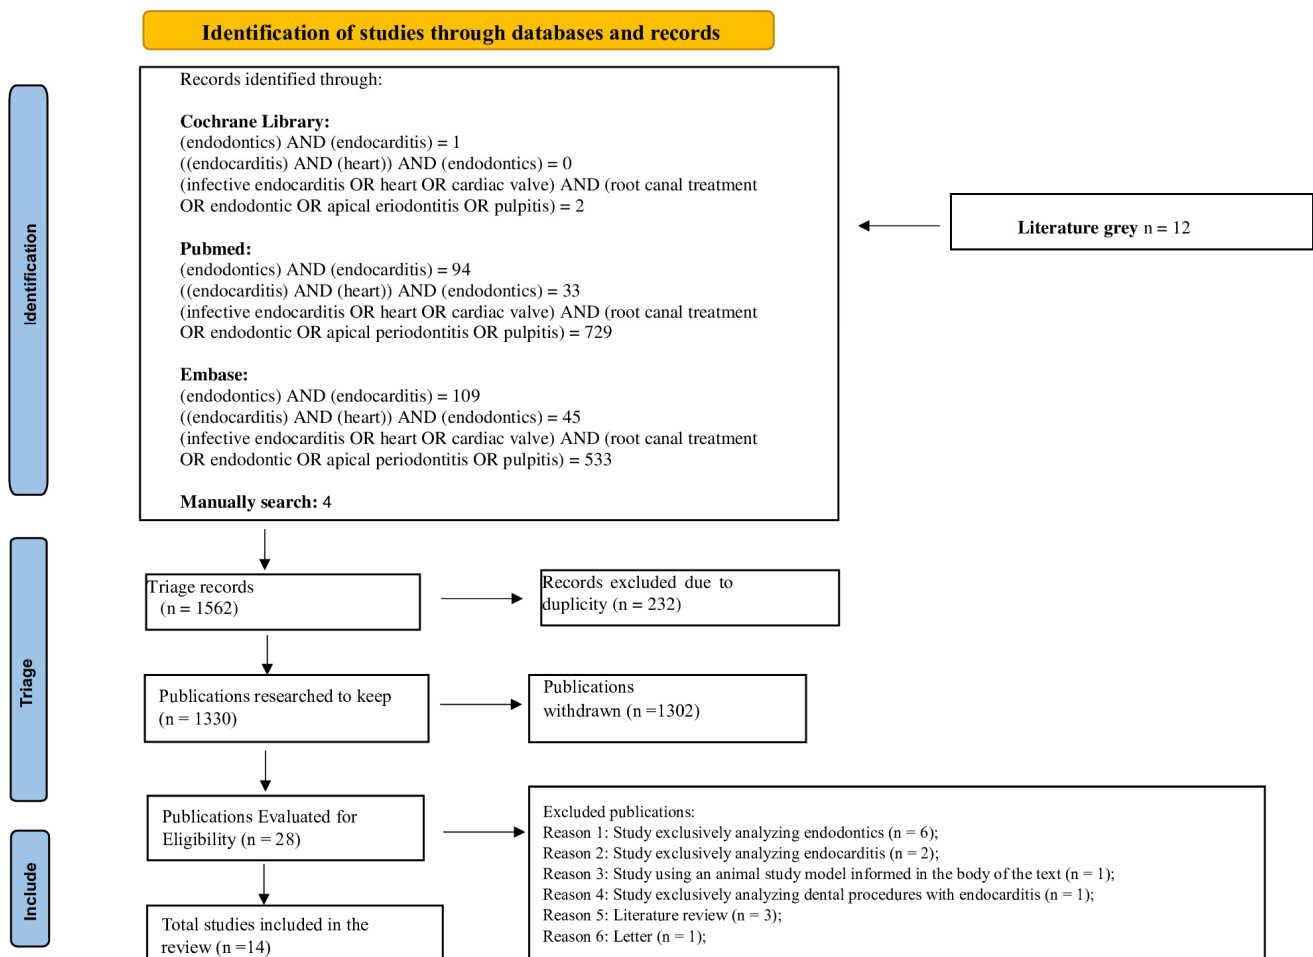 Identification of studies through databases and records
Identification
Records identified through:
Cochrane Library:
(endodontics) AND (endocarditis) = 1
((endocarditis) AND (heart)) AND (endodontics) = 0
(infective endocarditis OR heart OR cardiac valve) AND (root canal treatment
OR endodontic OR apical eriodontitis OR pulpitis) = 2
Pubmed:
(endodontics) AND (endocarditis) = 94
((endocarditis) AND (heart)) AND (endodontics) = 33
(infective endocarditis OR heart OR cardiac valve) AND (root canal treatment
OR endodontic OR apical periodontitis OR pulpitis) = 729
Embase:
(endodontics) AND (endocarditis) = 109
((endocarditis) AND (heart)) AND (endodontics) = 45
(infective endocarditis OR heart OR cardiac valve) AND (root canal treatment
OR endodontic OR apical periodontitis OR pulpitis) = 533
Manually search: 4
Literature grey n = 12
Triage
Triage records
(n = 1562)
Records excluded due to
duplicity (n = 232)
Publications researched to keep
(n = 1330)
Publications
withdrawn (n =1302)
Publications Evaluated for
Eligibility (n = 28)
Excluded publications:
Reason 1: Study exclusively analyzing endodontics (n = 6);
Reason 2: Study exclusively analyzing endocarditis (n = 2);
Reason 3: Study using an animal study model informed in the body of the text (n = 1);
Reason 4: Study exclusively analyzing dental procedures with endocarditis (n = 1);
Reason 5: Literature review (n = 3);
Reason 6: Letter (n = 1);
Include
Total studies included in the
review (n =14)